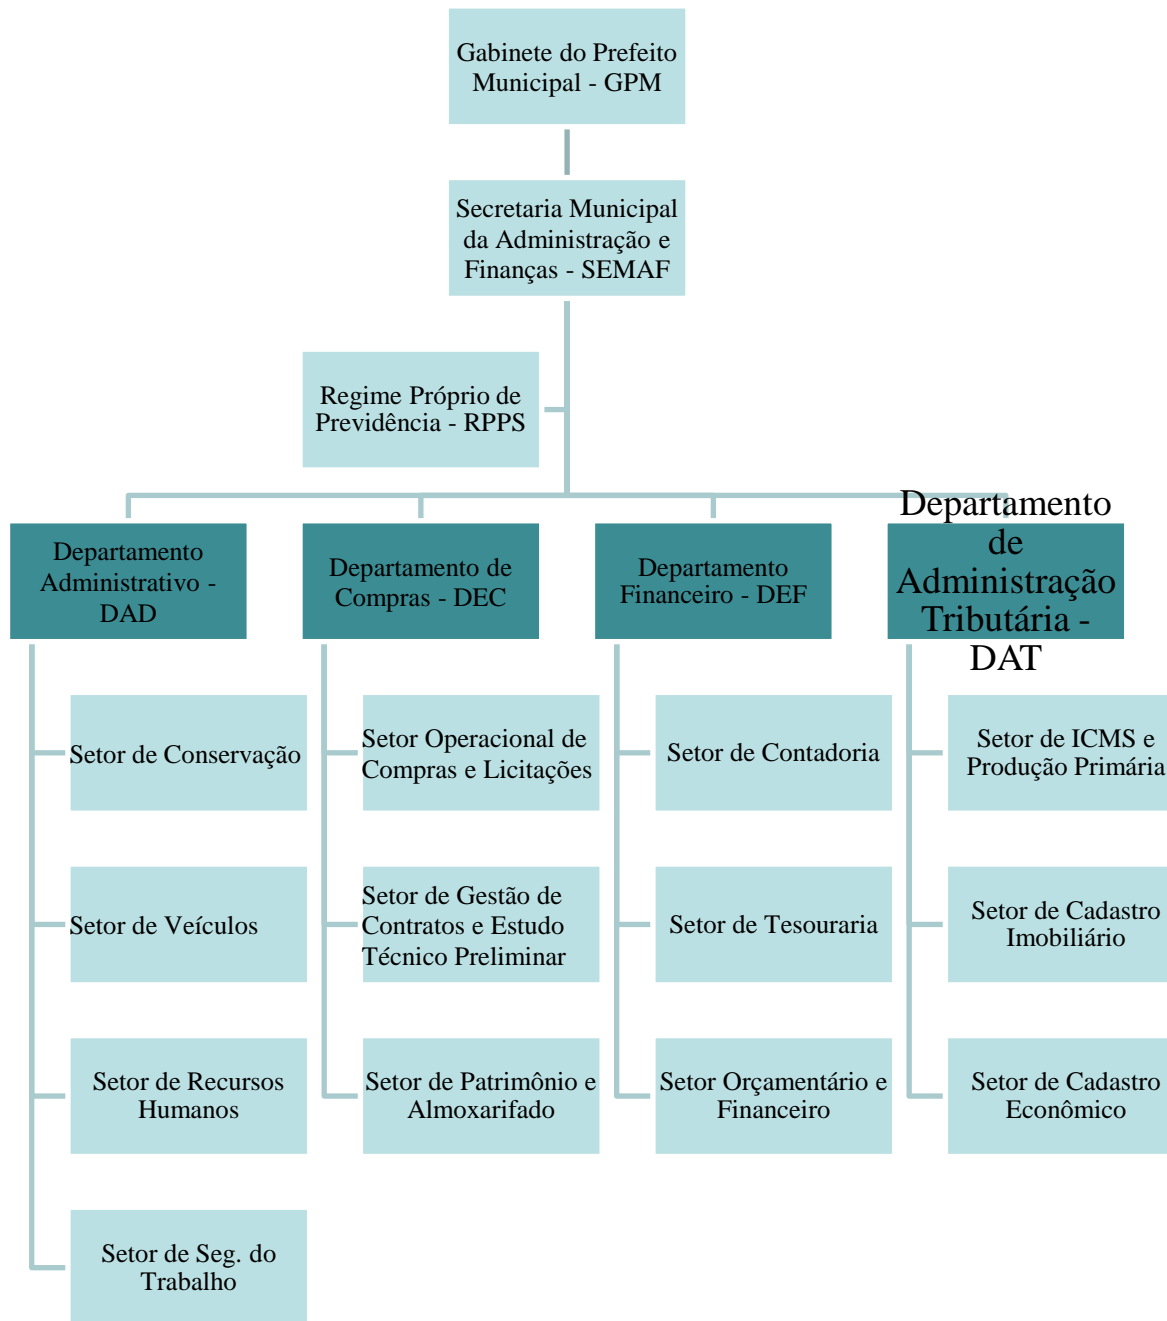 Gabinete do Prefeito
Municipal - GPM
Secretaria Municipal
da Administração e
Finanças - SEMAF
Regime Próprio de
Previdência - RPPS
Departamento
Administrativo -
DAD
Departamento de
Compras - DEC
Departamento
Financeiro - DEF
Departamento
de
Administração
Tributária -
DAT
Setor de Conservação
Setor Operacional de
Compras e Licitações
Setor de Contadoria
Setor de ICMS e
Produção Primária
Setor de Veículos
Setor de Gestão de
Contratos e Estudo
Técnico Preliminar
Setor de Tesouraria
Setor de Cadastro
Imobiliário
Setor de Recursos
Humanos
Setor de Patrimônio e
Almoxarifado
Setor Orçamentário e
Financeiro
Setor de Cadastro
Econômico
Setor de Seg. do
Trabalho